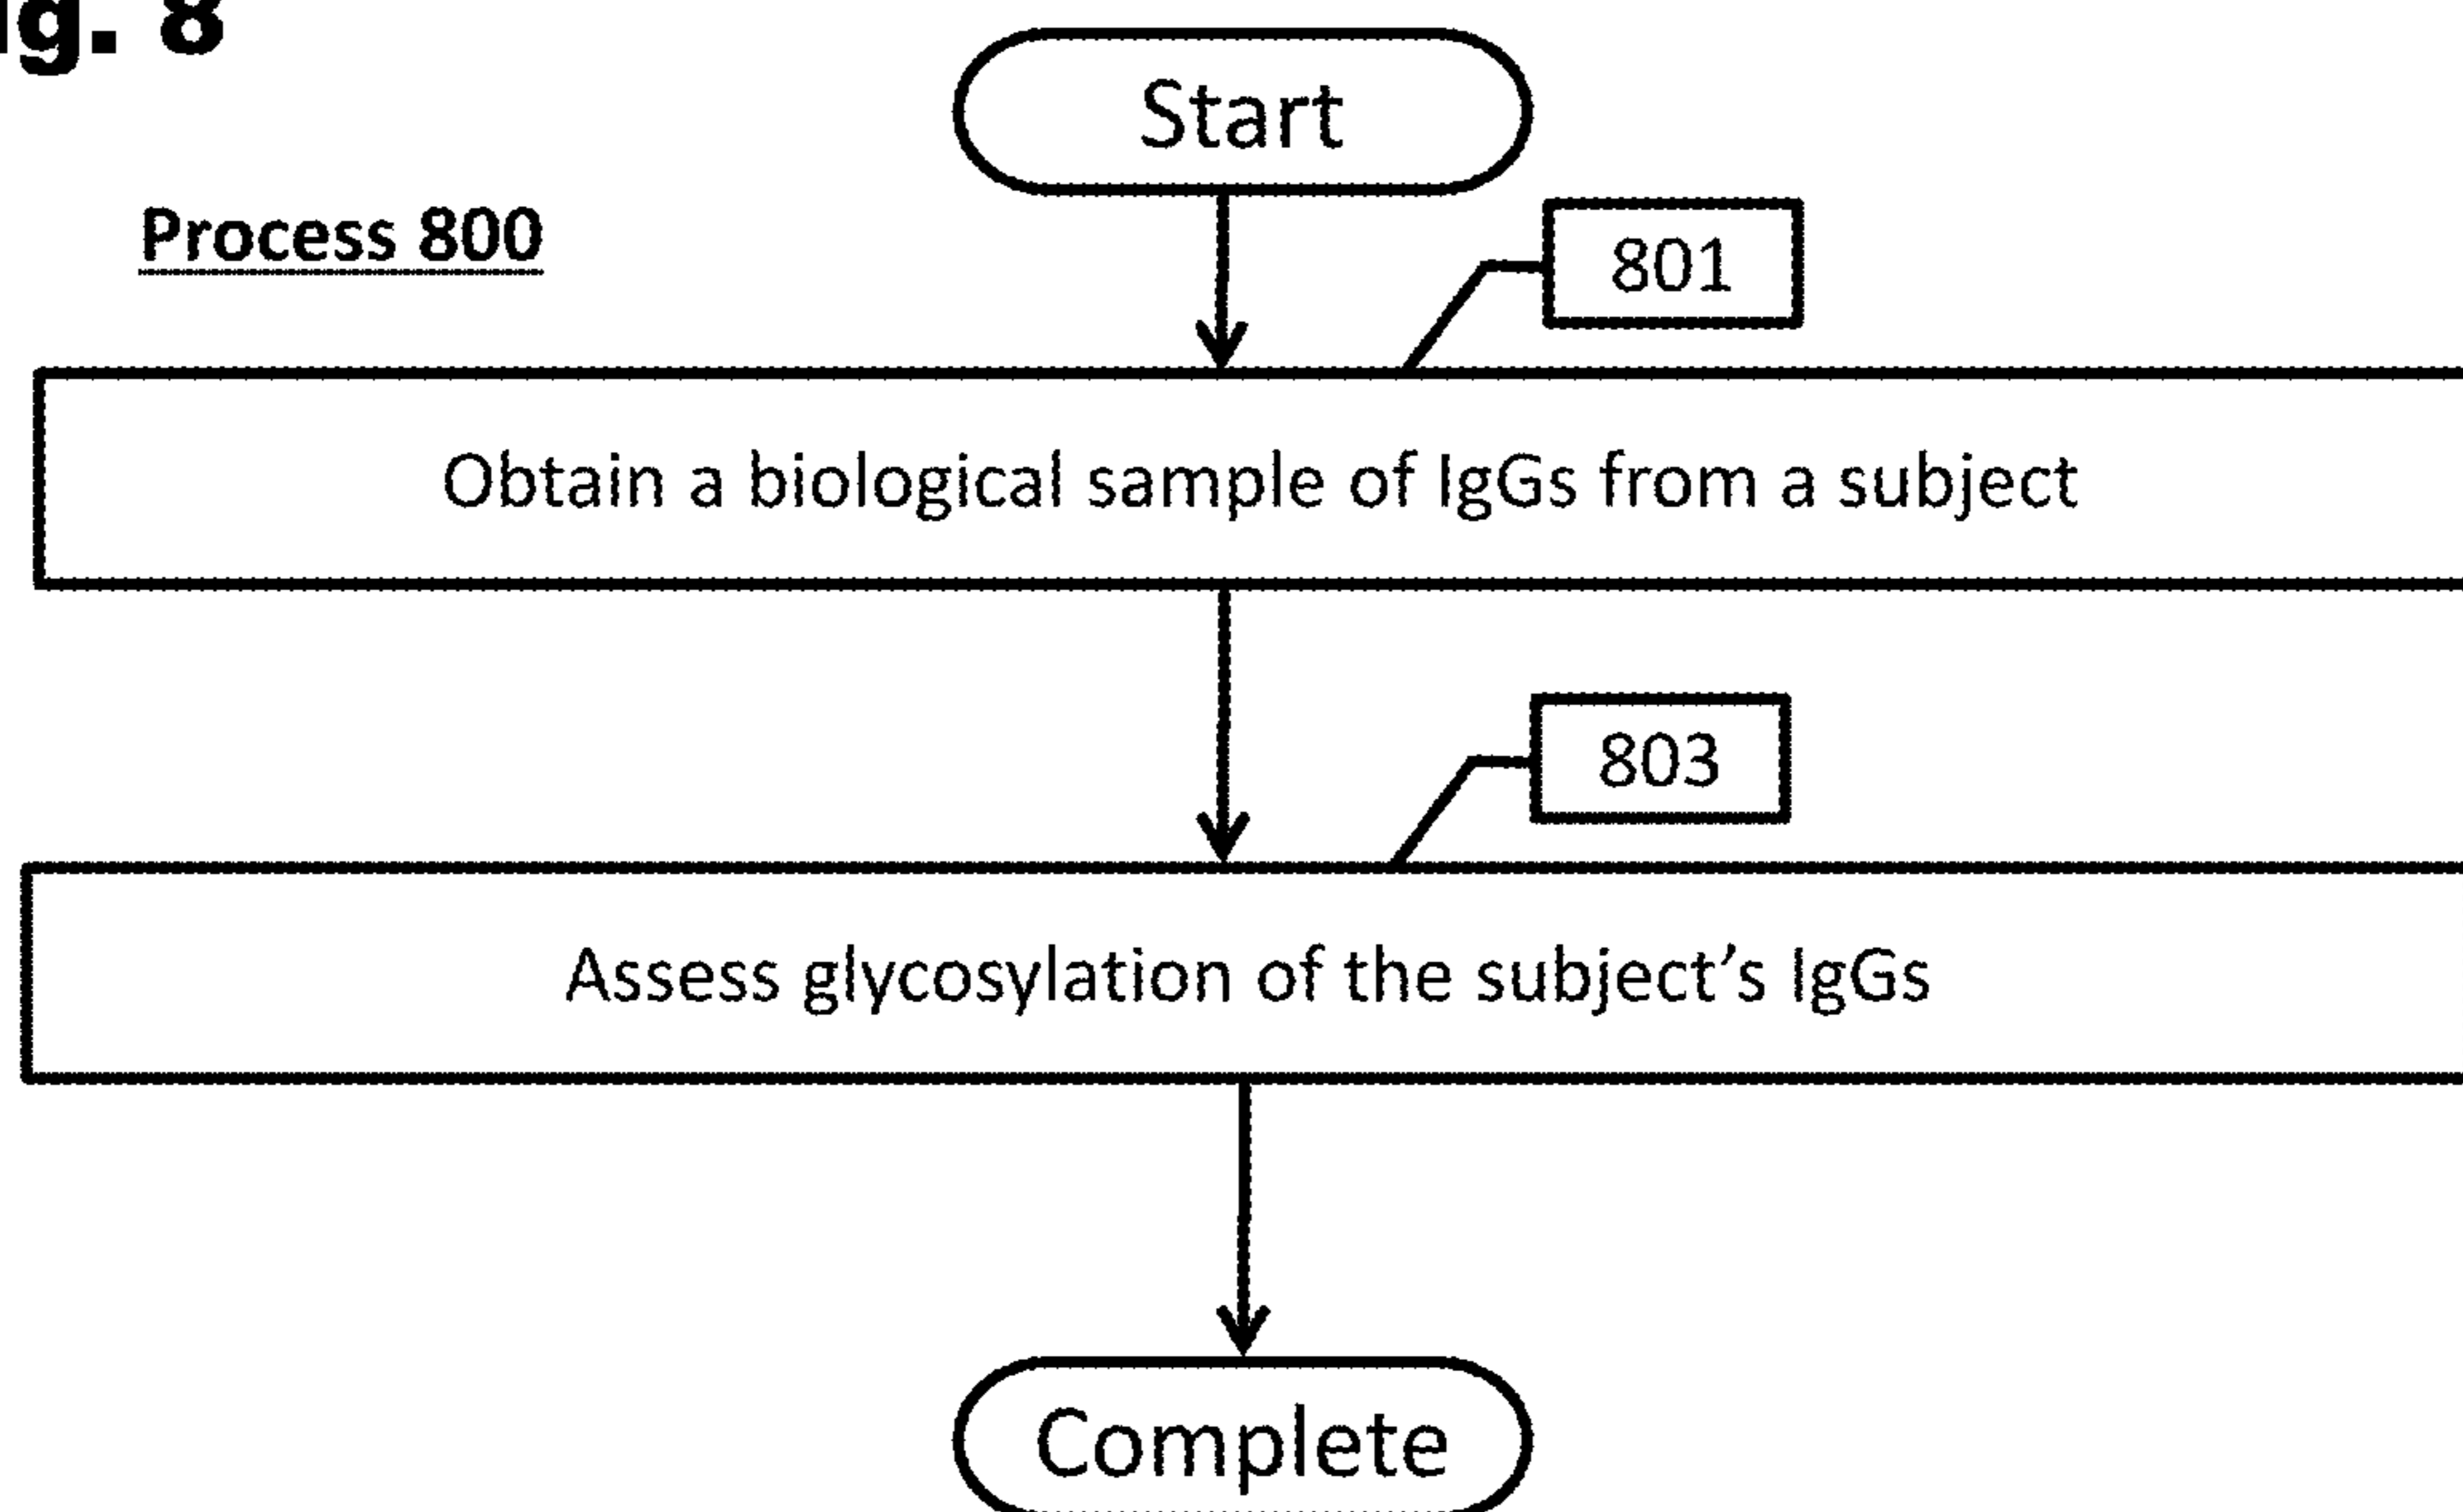 ig. 8
Start
Process 800
801
Obtain a biological sample of IgGs from a subject
803
Assess glycosylation of the subject's IgGs
Complete